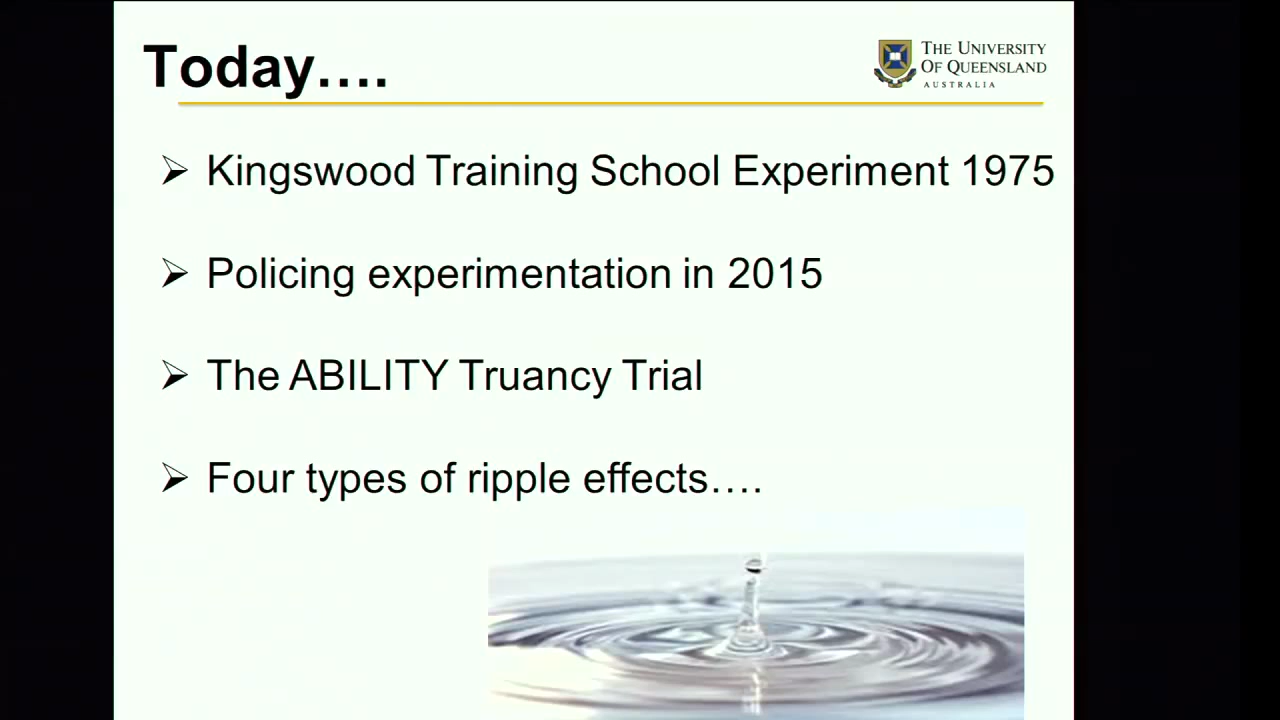 Today....
THE UNIVERSITY
OF QUEENSLAND
AUSTRALIA
Kingswood Training School Experiment 1975
Policing experimentation in 2015
The ABILITY Truancy Trial
Four types of ripple effects....